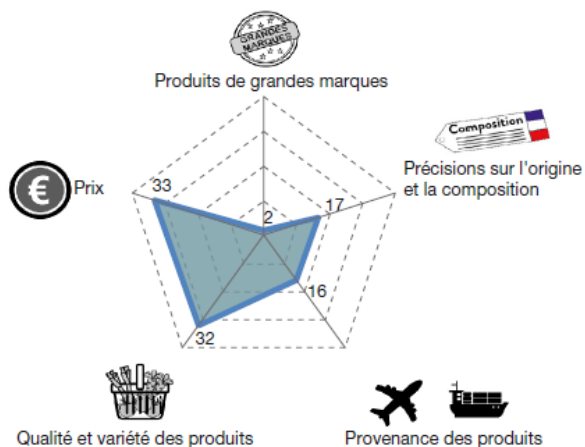 GRANDES
MARQUES
Produits de grandes marques
Composition
Précisions sur l'origine
et la composition
€
Prix
33
2
17
16
32
Qualité et variété des produits
Provenance des produits